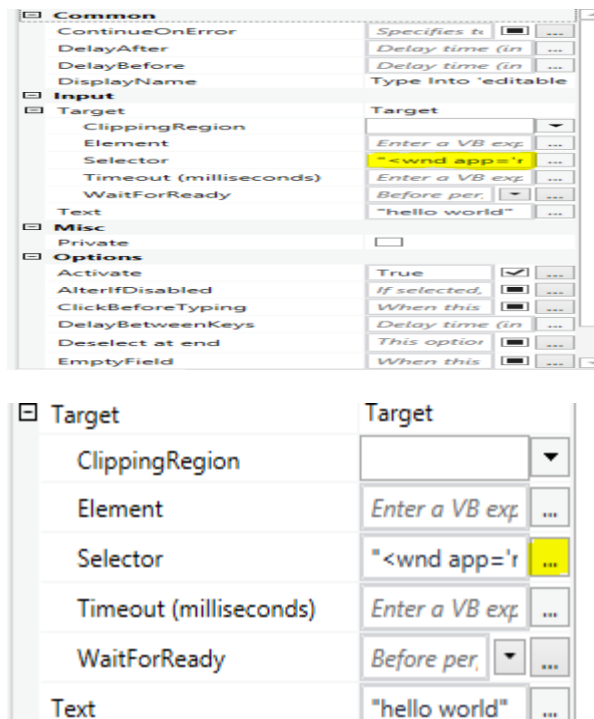 Common
ContinueOnError Specifies t ...
DelayAfter Delay time (in ...
DelayBefore Delay time (in ...
DisplayName Type Into 'editable
Input
Target Target
ClippingRegion
Element Enter a VB exp ...
Selector "<wnd app='r ...
Timeout (milliseconds) Enter a VB exp ...
WaitForReady Before per, ...
Text "hello world" ...
Misc
Private
Options
Activate True ...
AlterIfDisabled If selected, ...
ClickBeforeTyping When this ...
DelayBetweenKeys Delay time (in ...
Deselect at end This option ...
EmptyField When this ...
Target Target
ClippingRegion
Element Enter a VB exp ...
Selector "<wnd app='r ...
Timeout (milliseconds) Enter a VB exp ...
WaitForReady Before per, ...
Text "hello world" ...